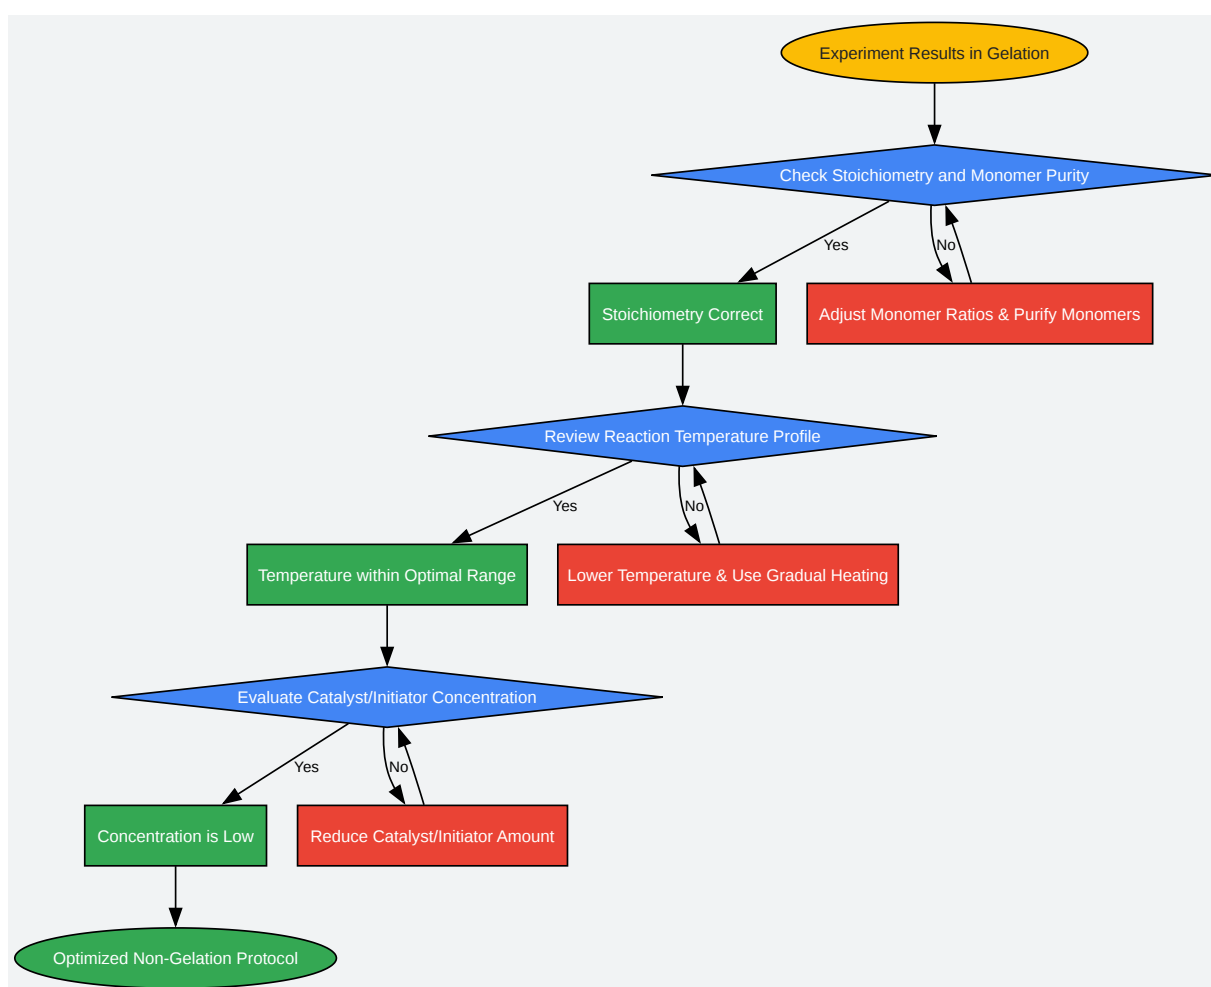 Experiment Results in Gelation
Check Stoichiometry and Monomer Purity
Yes
No
Stoichiometry Correct
Adjust Monomer Ratios & Purify Monomers
Review Reaction Temperature Profile
Yes
No
Temperature within Optimal Range
Lower Temperature & Use Gradual Heating
Evaluate Catalyst/Initiator Concentration
Yes
No
Concentration is Low
Reduce Catalyst/Initiator Amount
Optimized Non-Gelation Protocol